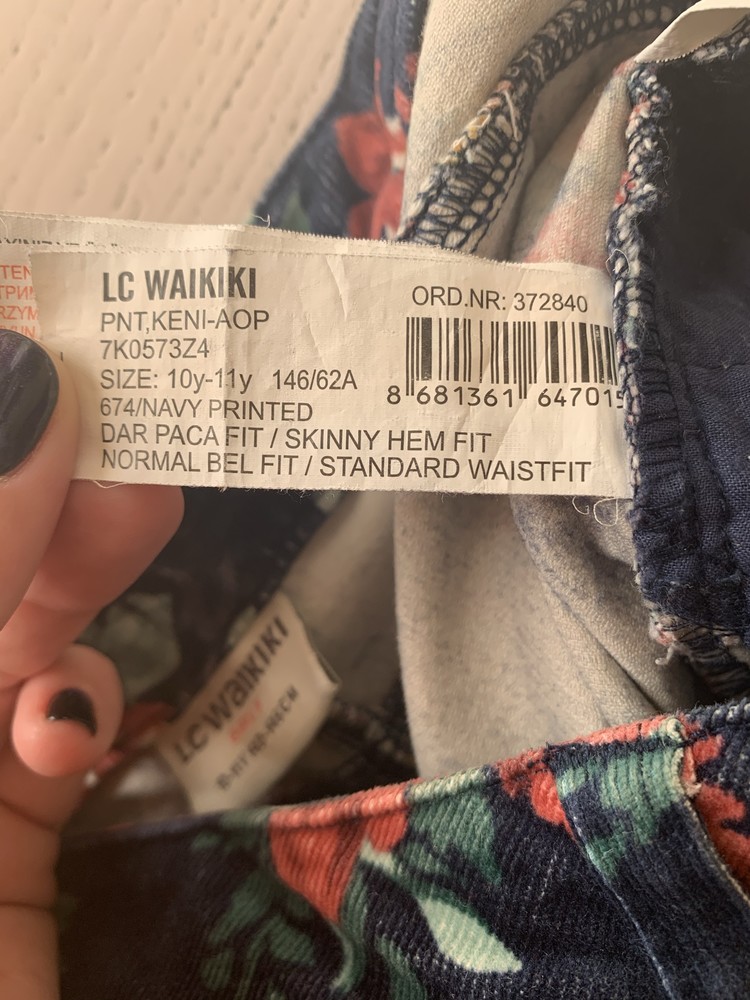 LC WAIKIKI
PNT,KENI-AOP
7K0573Z4
SIZE: 10y-11y 146/62A
674/NAVY PRINTED
DAR PACA FIT / SKINNY HEM FIT
NORMAL BEL FIT / STANDARD WAISTFIT
ORD.NR: 372840
8 681361 647015
LC WAIKIKI